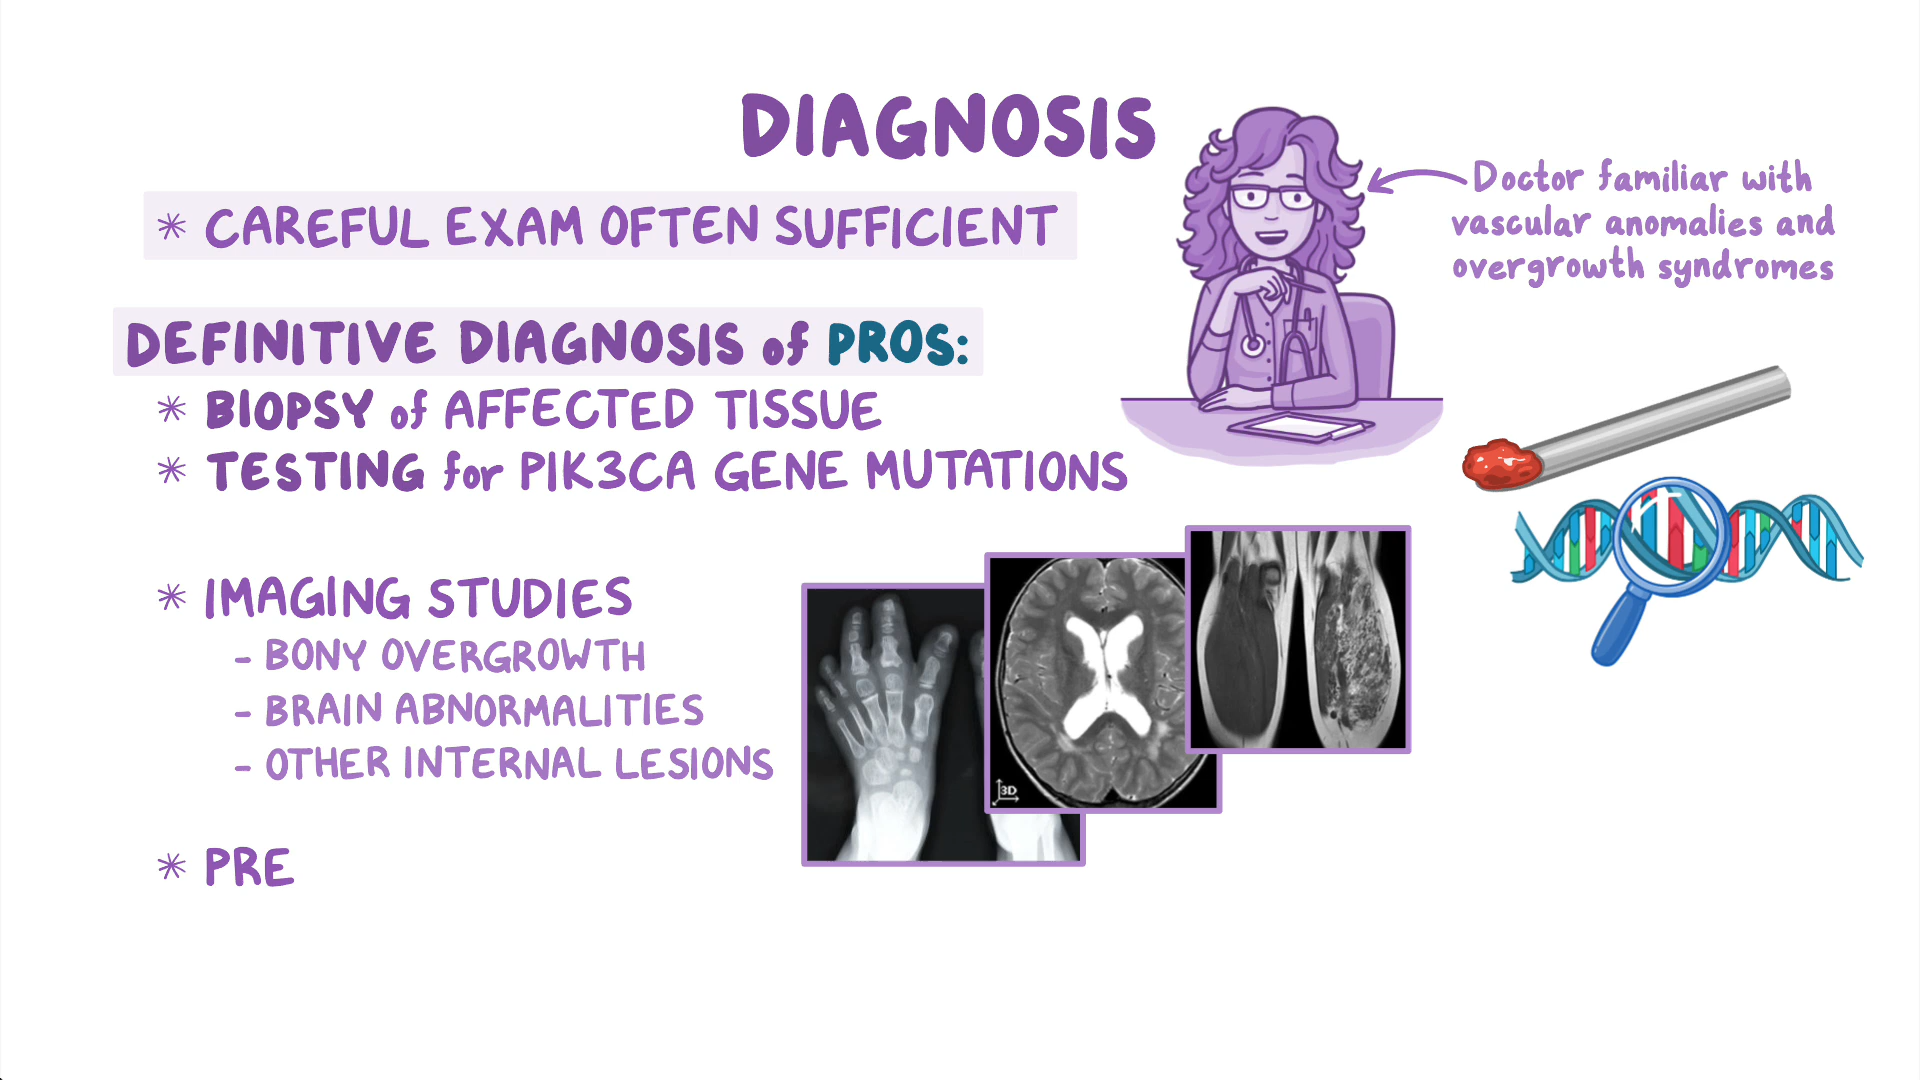 DIAGNOSIS
* CAREFUL EXAM OFTEN SUFFICIENT
Doctor familiar with
vascular anomalies and
overgrowth syndromes
DEFINITIVE DIAGNOSIS of PROS:
* BIOPSY of AFFECTED TISSUE
* TESTING for PIK3CA GENE MUTATIONS
* IMAGING STUDIES
- BONY OVERGROWTH
- BRAIN ABNORMALITIES
- OTHER INTERNAL LESIONS
3D
* PRE